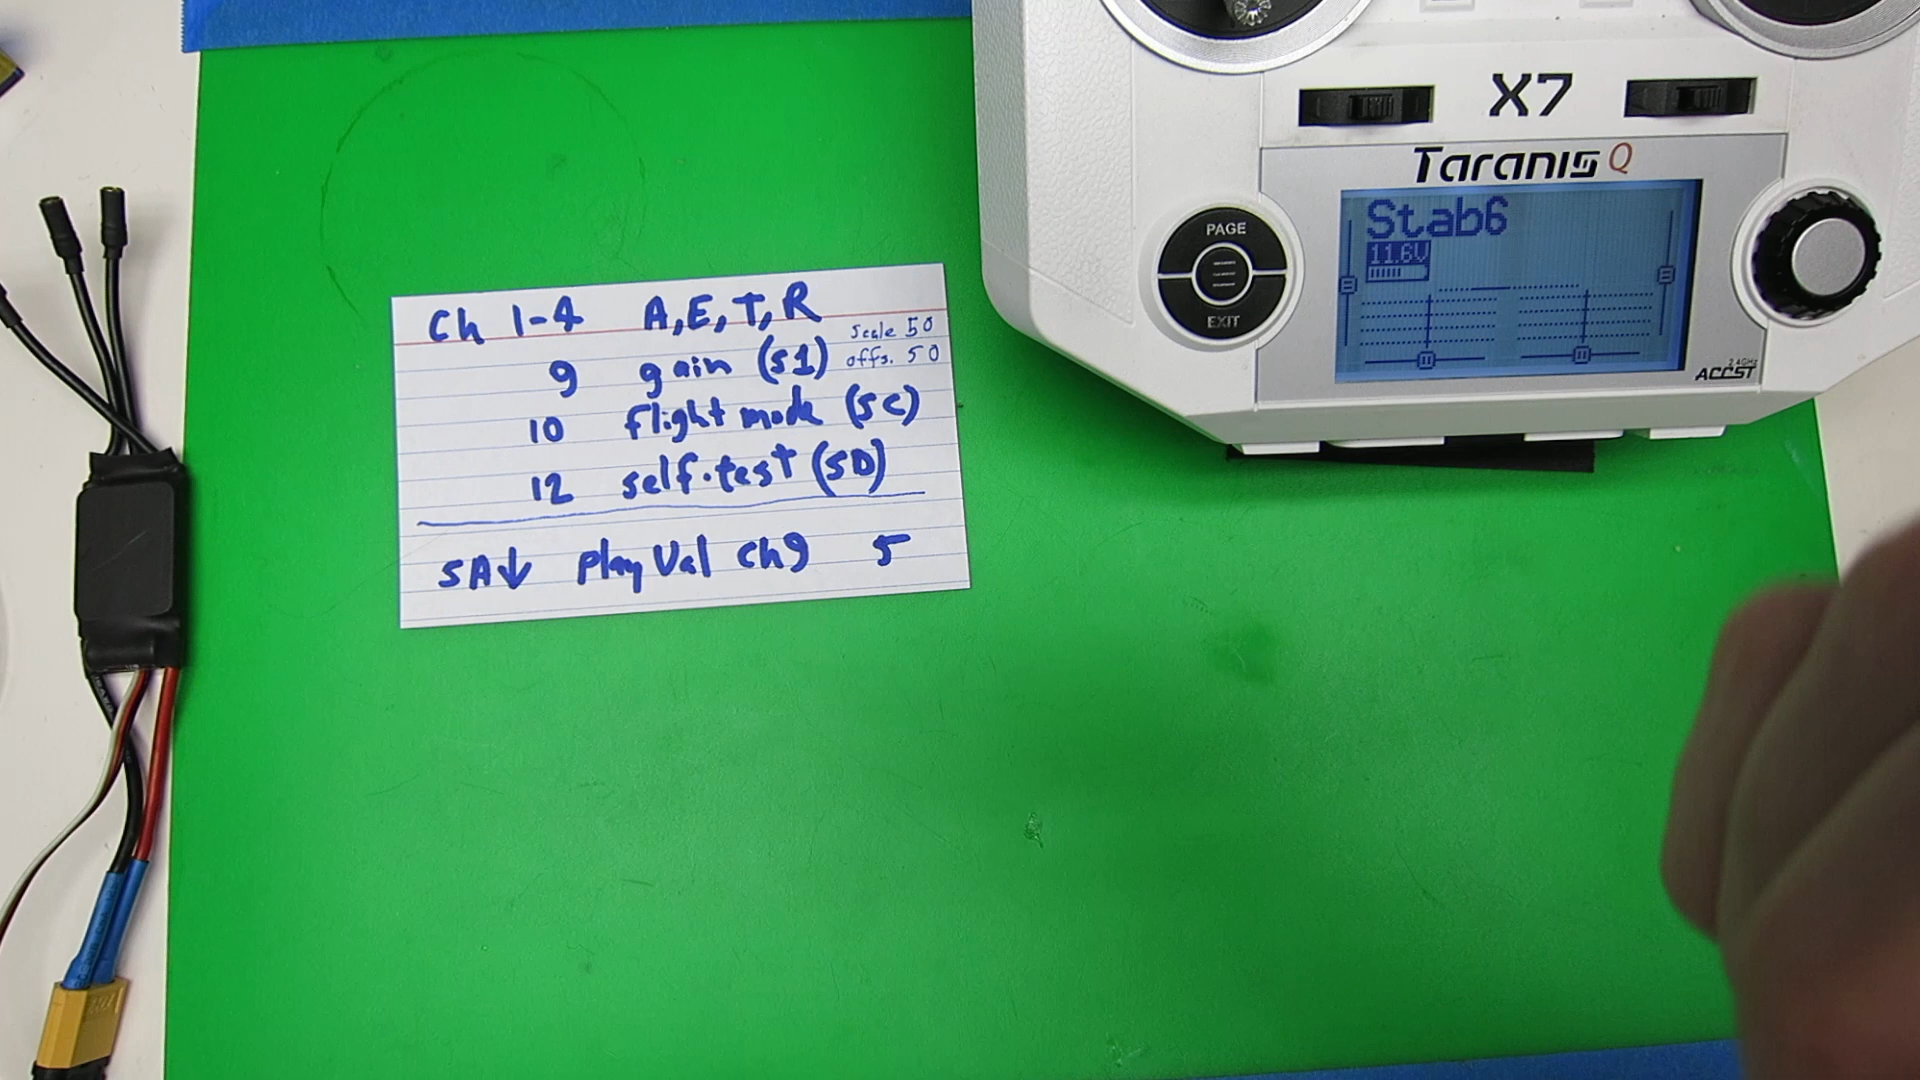 X7
Taranis Q
PAGE
EXIT
Stab6
11.6V
2.4GHz
ACCST
Ch 1-4 A, E, T, R
9 gain (S1) Scale 50
offs. 50
10 flight mode (SC)
12 self-test (SD)
SA↓ Play Val Ch9 5